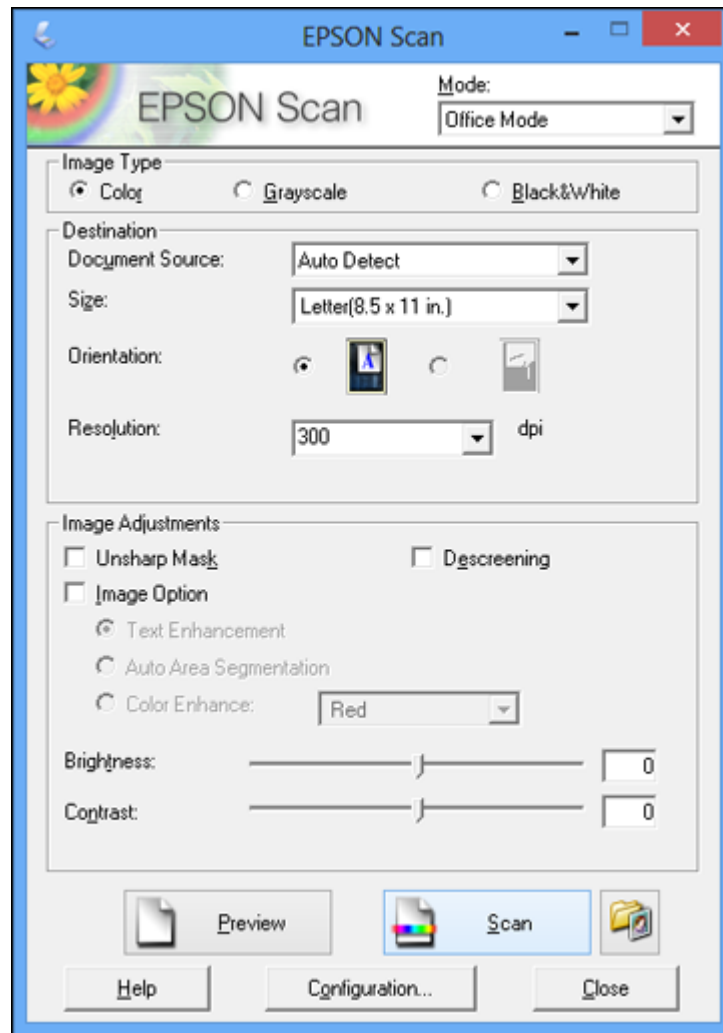 EPSON Scan
EPSON Scan
Mode:
Office Mode
Image Type
Color Grayscale Black&White
Destination
Document Source: Auto Detect
Size: Letter(8.5 x 11 in.)
Orientation: A
Resolution: 300 dpi
Image Adjustments
Unsharp Mask Descreening
Image Option
Text Enhancement
Auto Area Segmentation
Color Enhance: Red
Brightness: 0
Contrast: 0
Preview Scan
Help Configuration... Close